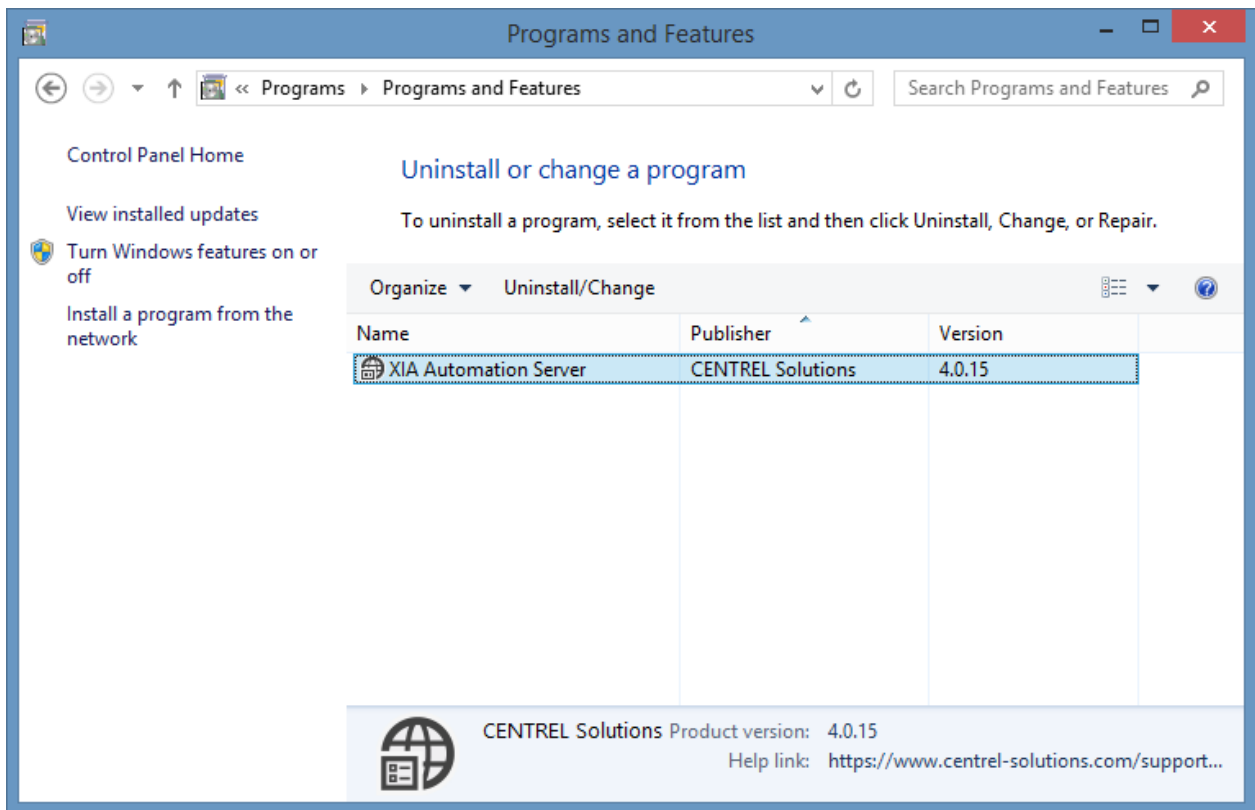 Programs and Features
« Programs Programs and Features
Search Programs and Features
Control Panel Home
View installed updates
Turn Windows features on or
off
Install a program from the
network
Uninstall or change a program
To uninstall a program, select it from the list and then click Uninstall, Change, or Repair.
Organize Uninstall/Change
Name Publisher Version
XIA Automation Server CENTREL Solutions 4.0.15
CENTREL Solutions Product version: 4.0.15
Help link: https://www.centrel-solutions.com/support...